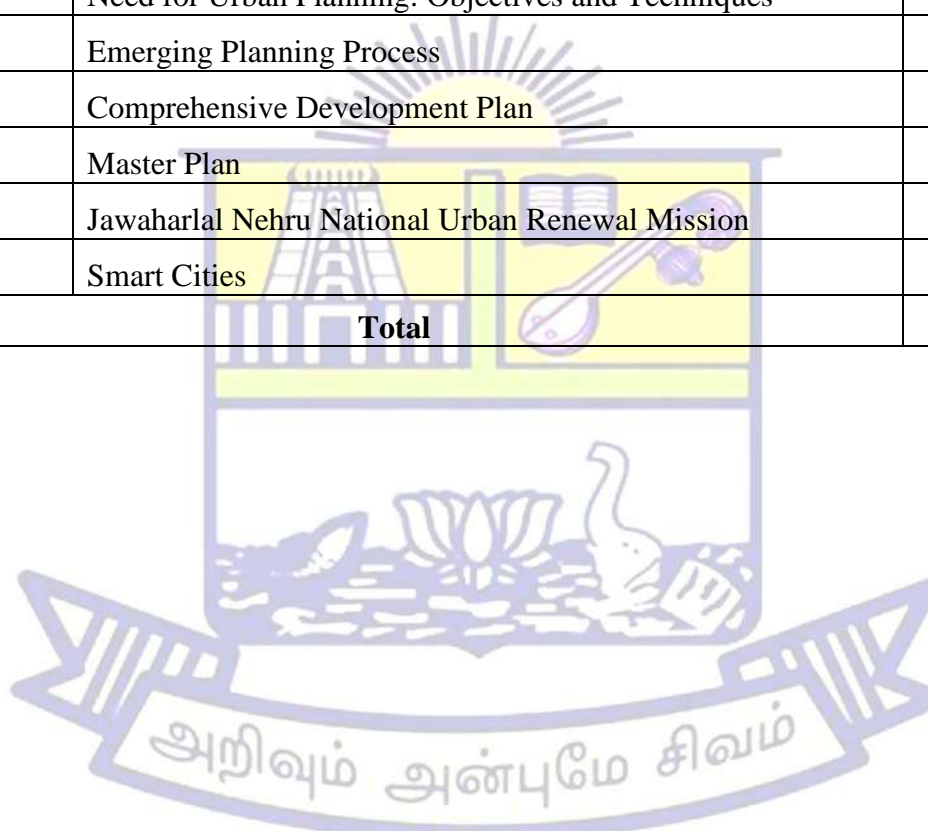 Need for Urban Planning: Objectives and Techniques
Emerging Planning Process
Comprehensive Development Plan
Master Plan
Jawaharlal Nehru National Urban Renewal Mission
Smart Cities
Total
அறிவும் அன்புமே சிவம்